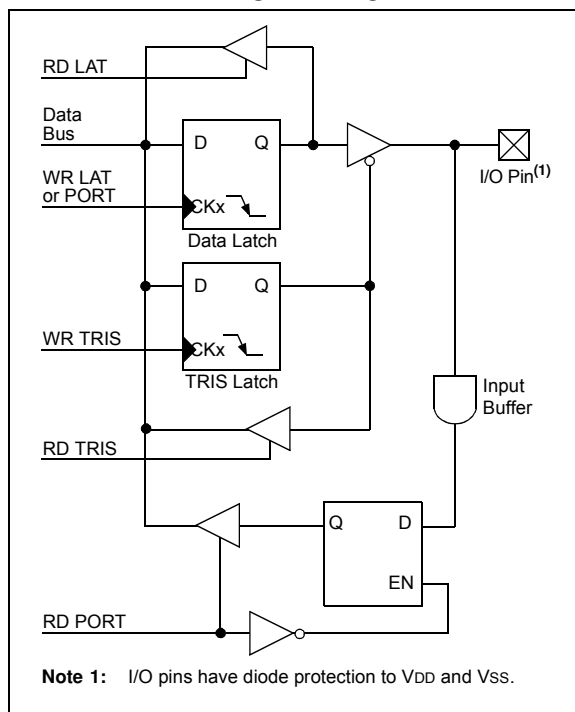 RD LAT
Data
Bus
D Q
WR LAT
or PORT
CKx
Data Latch
I/O Pin(1)
D Q
WR TRIS
CKx
TRIS Latch
Input
Buffer
RD TRIS
Q D
EN
RD PORT
Note 1: I/O pins have diode protection to VDD and VSS.